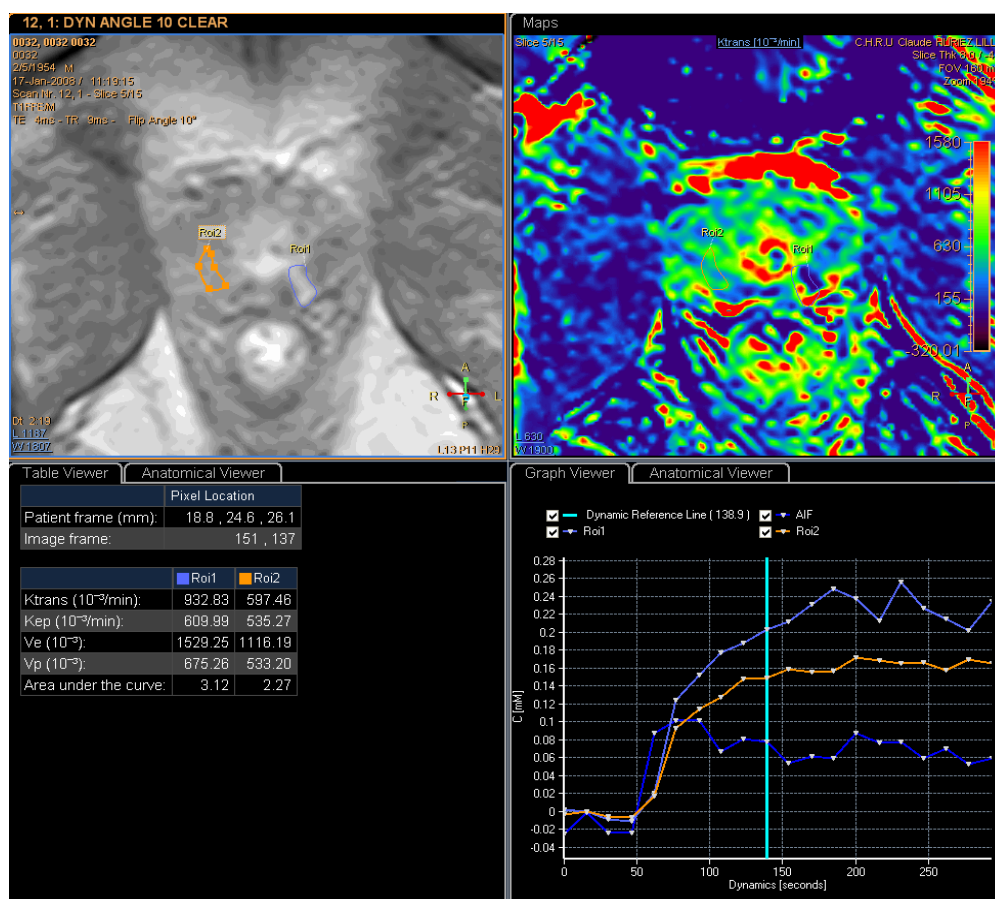 12, 1: DYN ANGLE 10 CLEAR
0032, 0032 0032
0032
2/5/1954 M
17-Jan-2008 / 11:19:15
Scan Nr. 12, 1 - Slice 5/15
TE 4ms - TR 9ms - Flip Angle 10°
Roi2
Roi1
A
R L
F
P
Dt 2:19
L 1187
W 1807
L13 P11 H29
Maps
Slice 5/15
Ktrans [10⁻³/min]
C.H.R.U Claude HURIEZ,LILL
FOV 180 m
1580
1105
630
155
-320.01
Roi2
Roi1
A
R L
F
P
L 630
W 1900
Table Viewer
Anatomical Viewer
Pixel Location
Patient frame (mm): 18.8 , 24.6 , 26.1
Image frame: 151 , 137
Roi1 Roi2
Ktrans (10⁻³/min): 932.83 597.46
Kep (10⁻³/min): 609.99 535.27
Ve (10⁻³): 1529.25 1116.19
Vp (10⁻³): 675.26 533.20
Area under the curve: 3.12 2.27
Graph Viewer
Anatomical Viewer
Dynamic Reference Line ( 138.9 )
AIF
Roi1
Roi2
C [mM]
0.28
0.26
0.24
0.22
0.2
0.18
0.16
0.14
0.12
0.1
0.08
0.06
0.04
0.02
0
-0.02
-0.04
0 50 100 150 200 250
Dynamics [seconds]